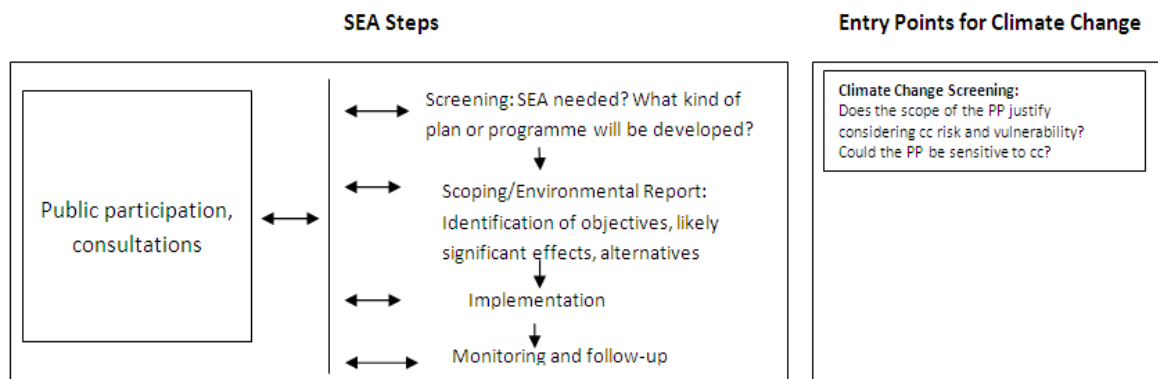 SEA Steps
Entry Points for Climate Change
Public participation,
consultations
Screening: SEA needed? What kind of
plan or programme will be developed?
Scoping/Environmental Report:
Identification of objectives, likely
significant effects, alternatives
Implementation
Monitoring and follow-up
Climate Change Screening:
Does the scope of the PP justify
considering cc risk and vulnerability?
Could the PP be sensitive to cc?